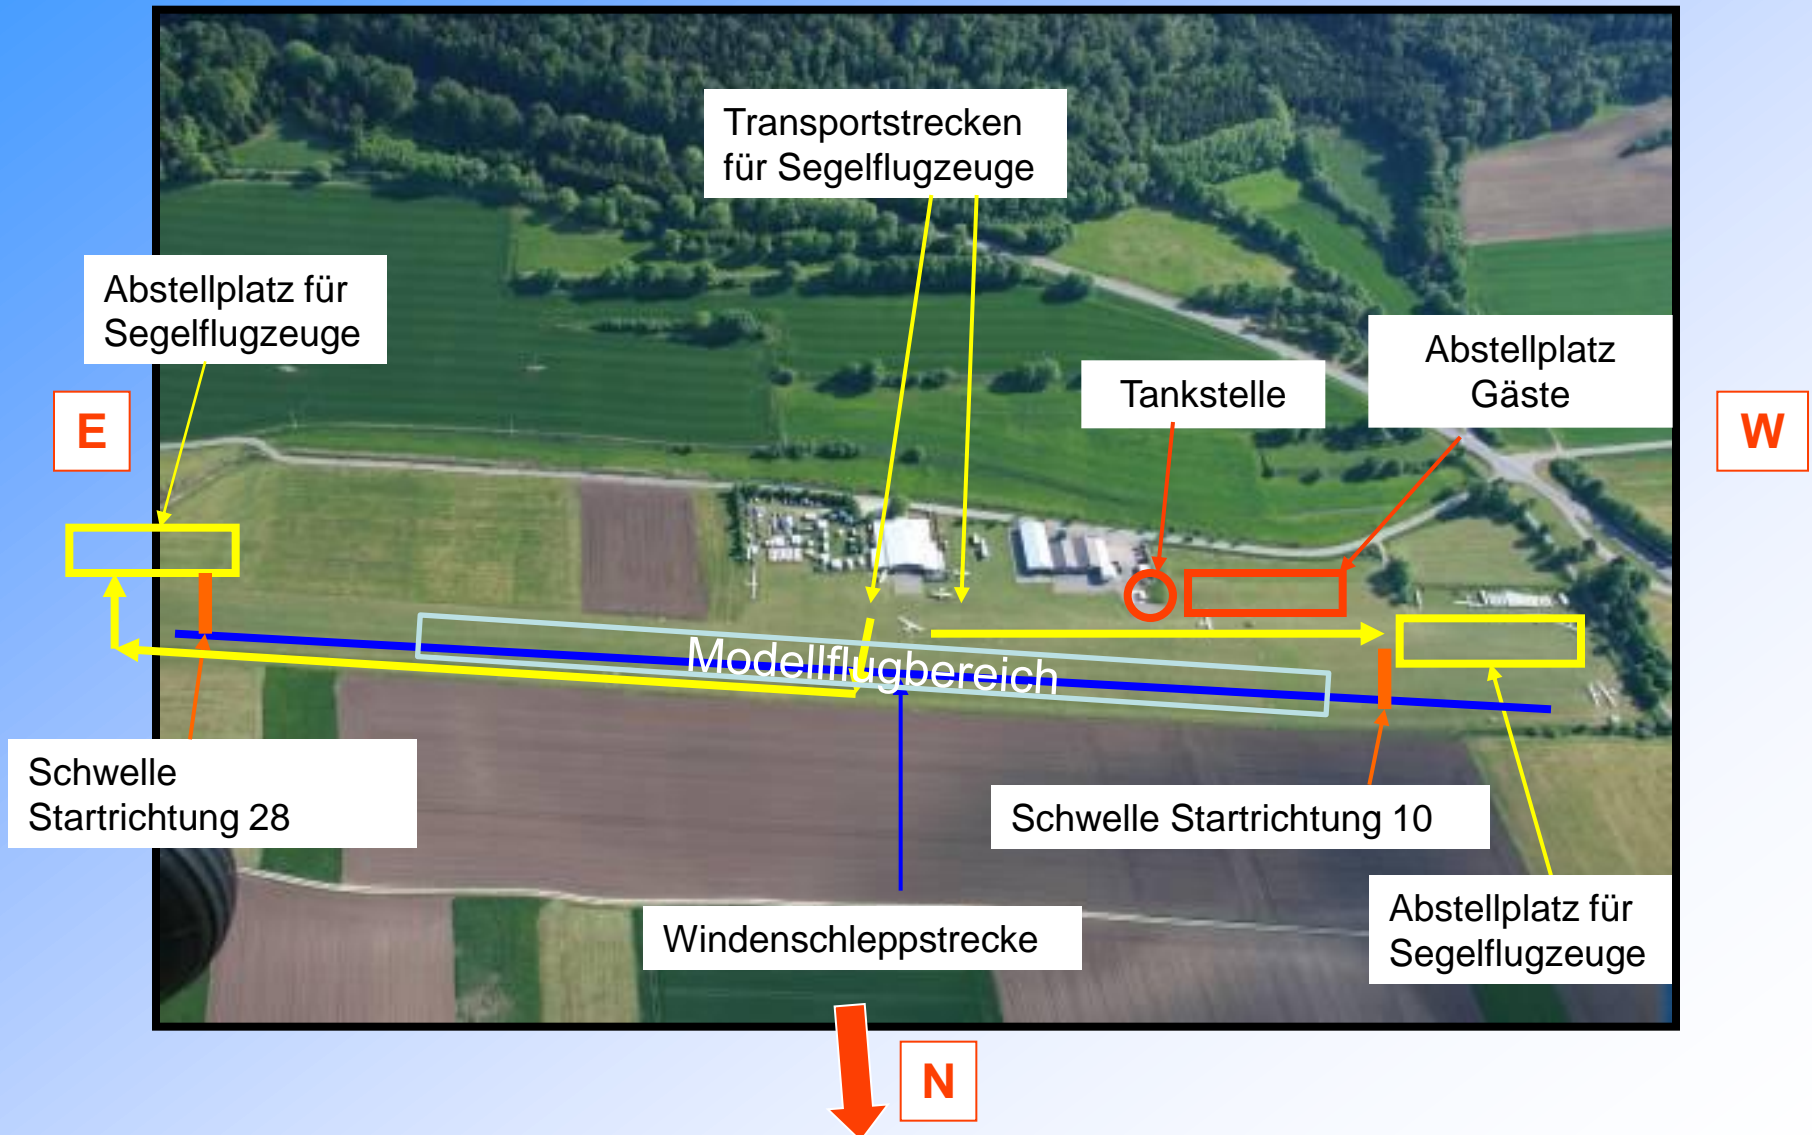 Transportstrecken
für Segelflugzeuge
Abstellplatz für
Segelflugzeuge
Abstellplatz
Gäste
Tankstelle
E
W
Modellflugbereich
Schwelle
Startrichtung 28
Schwelle Startrichtung 10
Abstellplatz für
Segelflugzeuge
Windenschleppstrecke
N